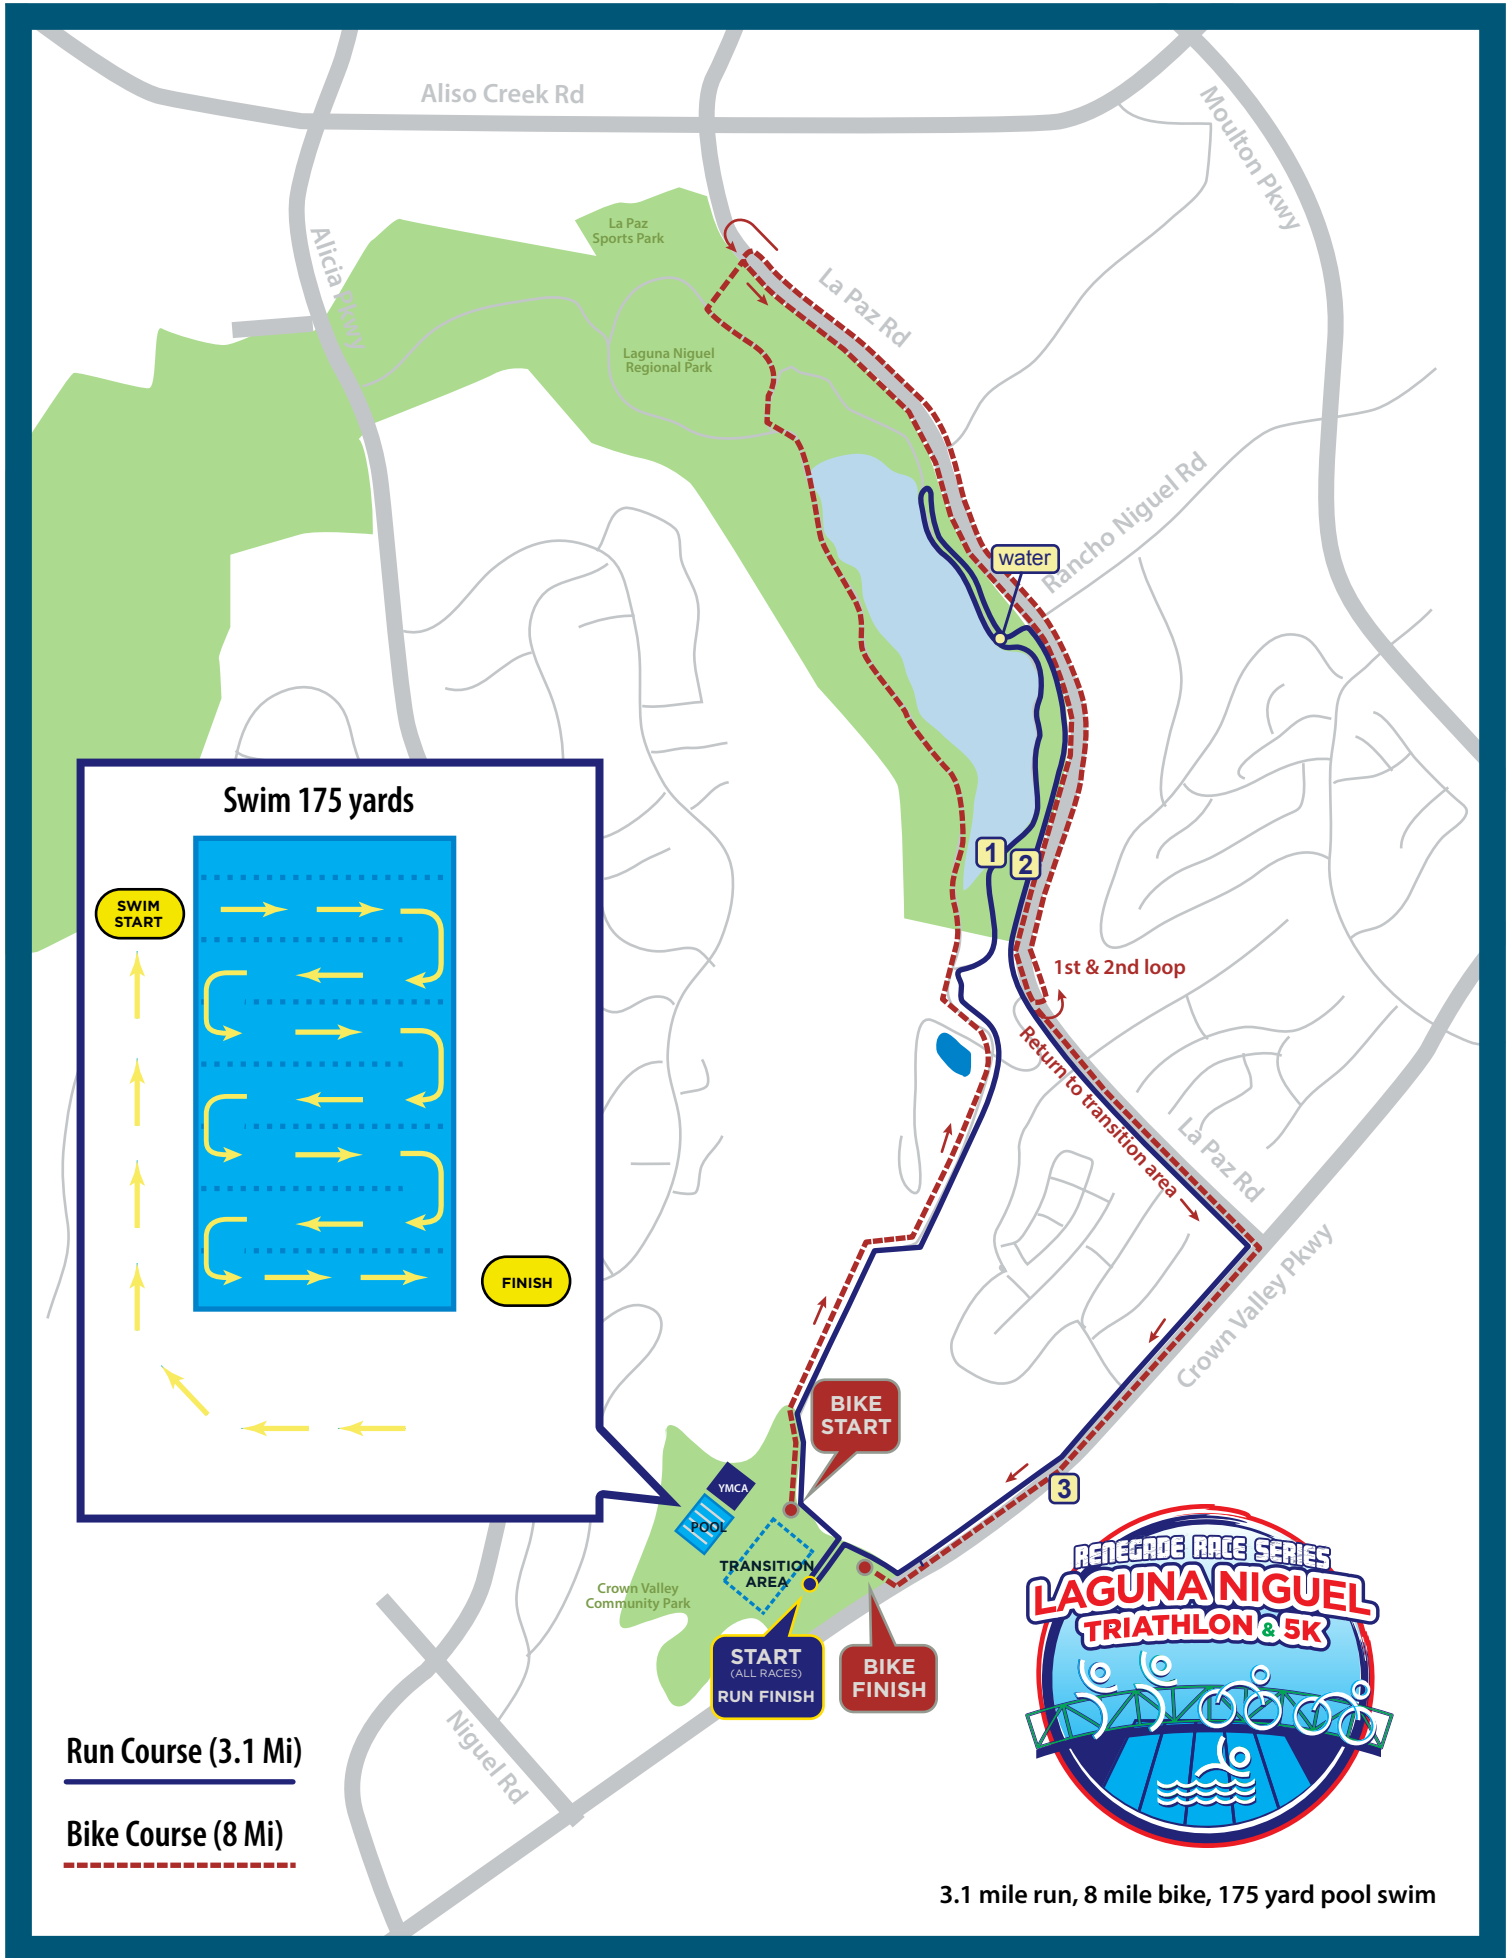 Aliso Creek Rd
Moulton Pkwy
La Paz
Sports Park
Alicia Pkwy
La Paz Rd
Laguna Niguel
Regional Park
Rancho Niguel Rd
water
Swim 175 yards
1
2
SWIM
START
1st & 2nd loop
Return to transition area
La Paz Rd
Crown Valley Pkwy
FINISH
BIKE
START
YMCA
POOL
3
TRANSITION
AREA
Crown Valley
Community Park
START
(ALL RACES)
RUN FINISH
BIKE
FINISH
RENEGADE RACE SERIES
LAGUNA NIGUEL
TRIATHLON & 5K
Niguel Rd
Run Course (3.1 Mi)
Bike Course (8 Mi)
3.1 mile run, 8 mile bike, 175 yard pool swim